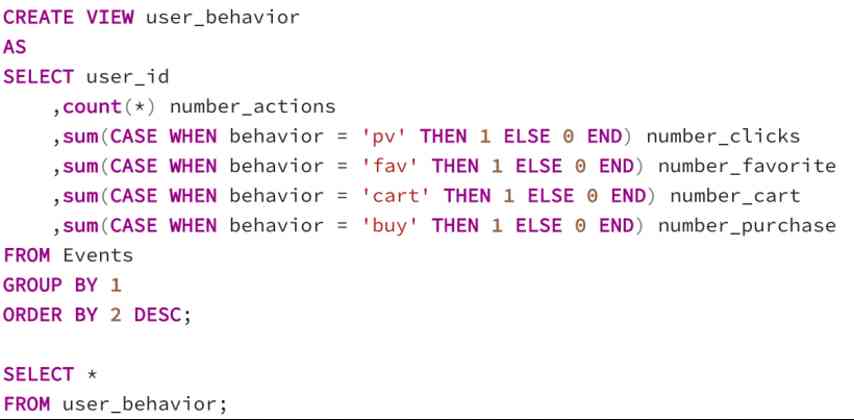 CREATE VIEW user_behavior
AS
SELECT user_id
    ,count(*) number_actions
    ,sum(CASE WHEN behavior = 'pv' THEN 1 ELSE 0 END) number_clicks
    ,sum(CASE WHEN behavior = 'fav' THEN 1 ELSE 0 END) number_favorite
    ,sum(CASE WHEN behavior = 'cart' THEN 1 ELSE 0 END) number_cart
    ,sum(CASE WHEN behavior = 'buy' THEN 1 ELSE 0 END) number_purchase
FROM Events
GROUP BY 1
ORDER BY 2 DESC;

SELECT *
FROM user_behavior;